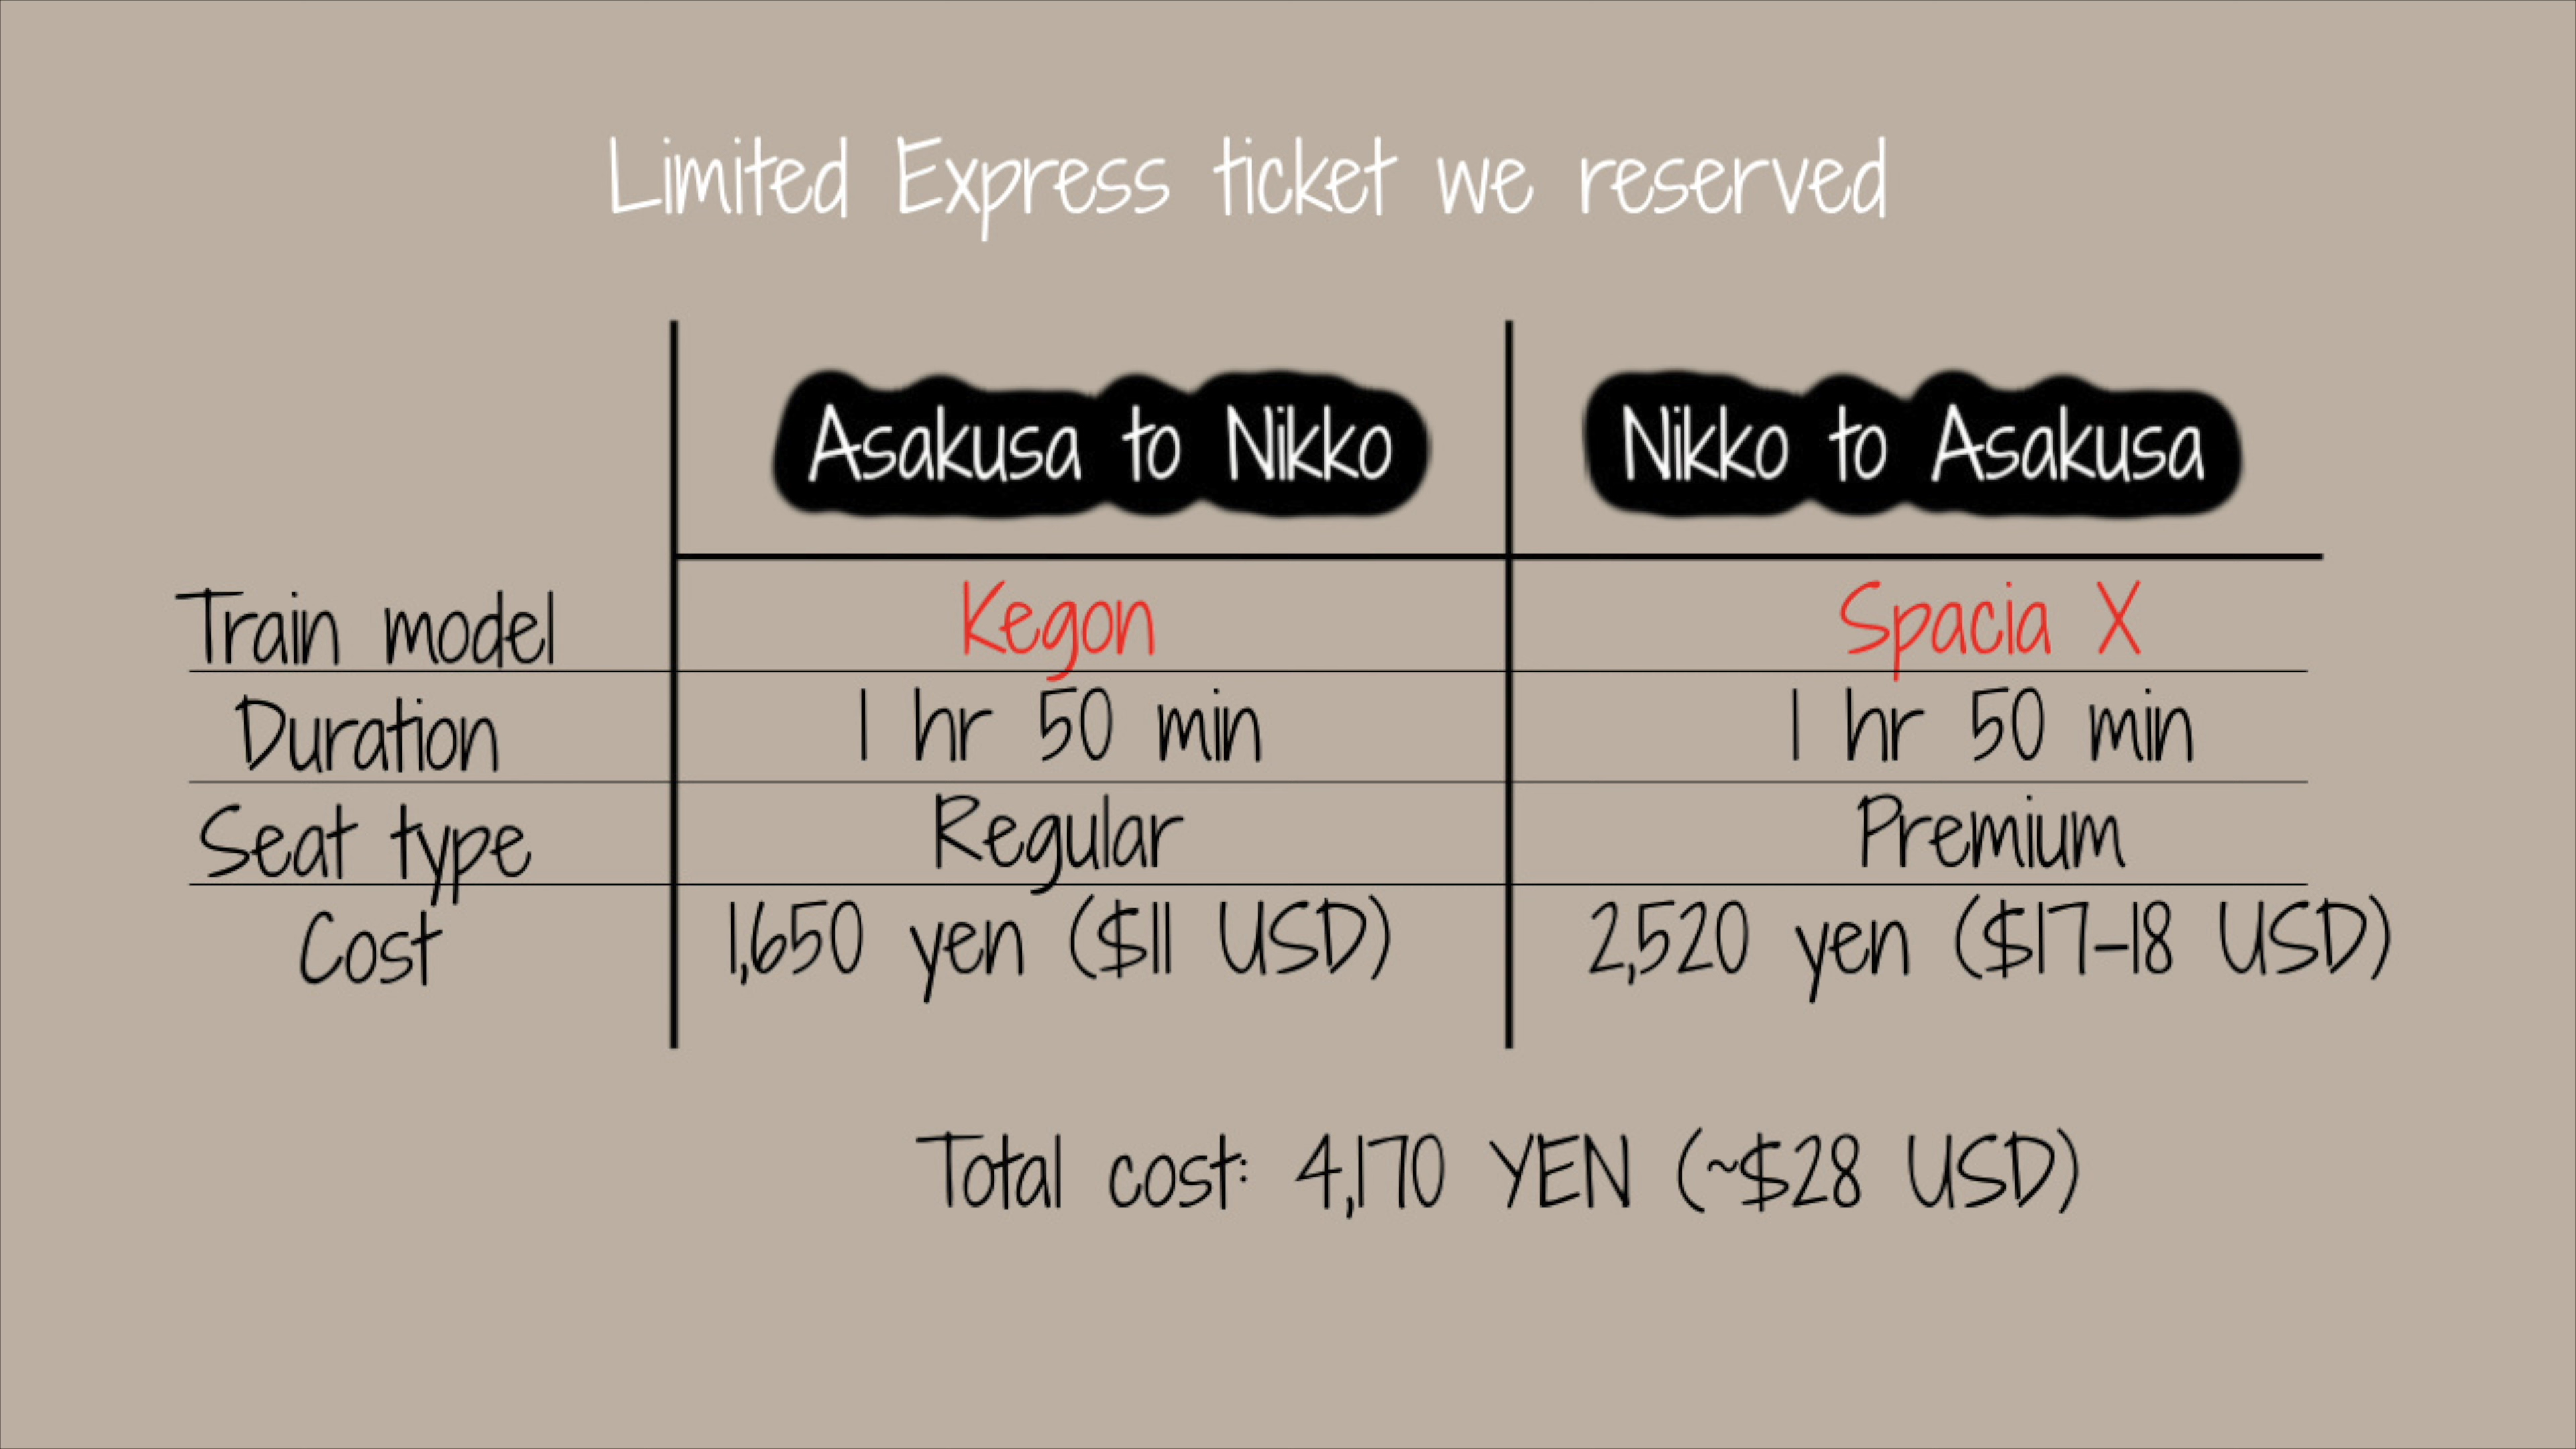 Limited Express ticket we reserved
Asakusa to Nikko Nikko to Asakusa
Train model Kegon Spacia X
Duration 1 hr 50 min 1 hr 50 min
Seat type Regular Premium
Cost 1,650 yen ($11 USD) 2,520 yen ($17-18 USD)
Total cost: 4,170 YEN (~$28 USD)